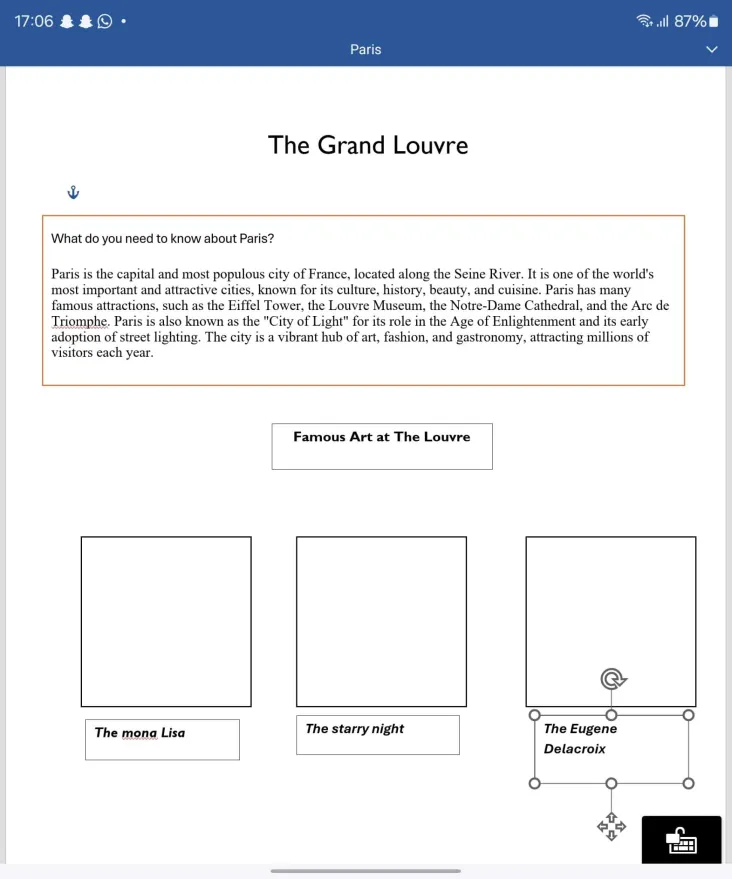 17:06
87%
Paris
The Grand Louvre
What do you need to know about Paris?
Paris is the capital and most populous city of France, located along the Seine River. It is one of the world's
most important and attractive cities, known for its culture, history, beauty, and cuisine. Paris has many
famous attractions, such as the Eiffel Tower, the Louvre Museum, the Notre-Dame Cathedral, and the Arc de
Triomphe. Paris is also known as the "City of Light" for its role in the Age of Enlightenment and its early
adoption of street lighting. The city is a vibrant hub of art, fashion, and gastronomy, attracting millions of
visitors each year.
Famous Art at The Louvre
The mona Lisa
The starry night
The Eugene
Delacroix